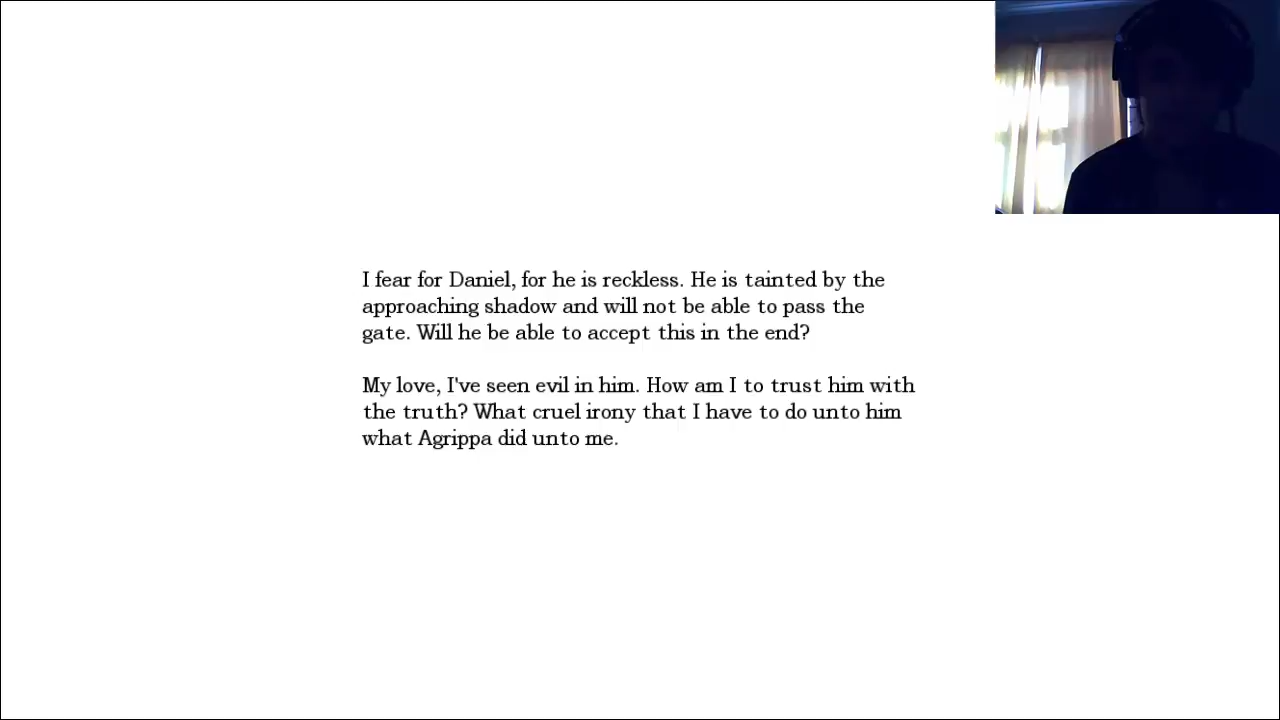 I fear for Daniel, for he is reckless. He is tainted by the
approaching shadow and will not be able to pass the
gate. Will he be able to accept this in the end?
My love, I've seen evil in him. How am I to trust him with
the truth? What cruel irony that I have to do unto him
what Agrippa did unto me.